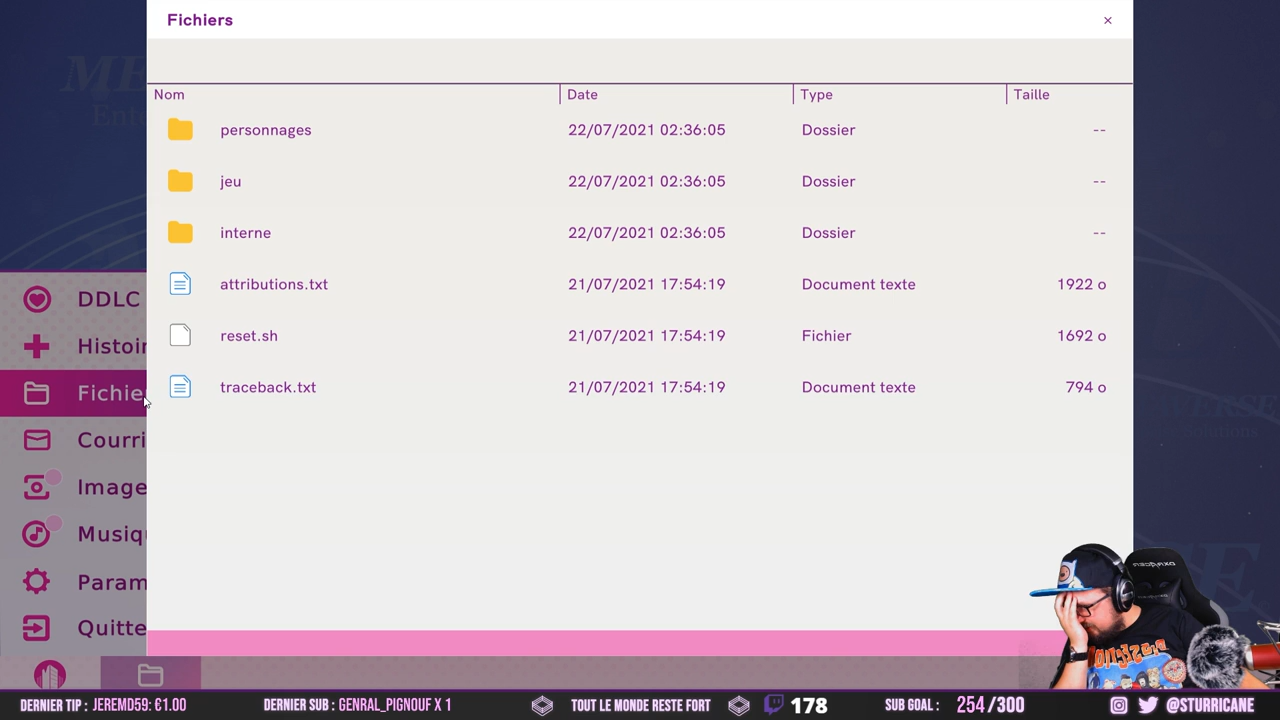 Fichiers ×
Nom Date Type Taille
personnages 22/07/2021 02:36:05 Dossier --
jeu 22/07/2021 02:36:05 Dossier --
interne 22/07/2021 02:36:05 Dossier --
attributions.txt 21/07/2021 17:54:19 Document texte 1922 o
reset.sh 21/07/2021 17:54:19 Fichier 1692 o
traceback.txt 21/07/2021 17:54:19 Document texte 794 o
DDLC
Histoir
Fichie
Courri
Image
Musiq
Param
Quitte
DERNIER TIP : JEREMD59: €1.00 DERNIER SUB : GENRAL_PIGNOUF X 1 TOUT LE MONDE RESTE FORT 178 SUB GOAL : 254/300 @STURRICANE